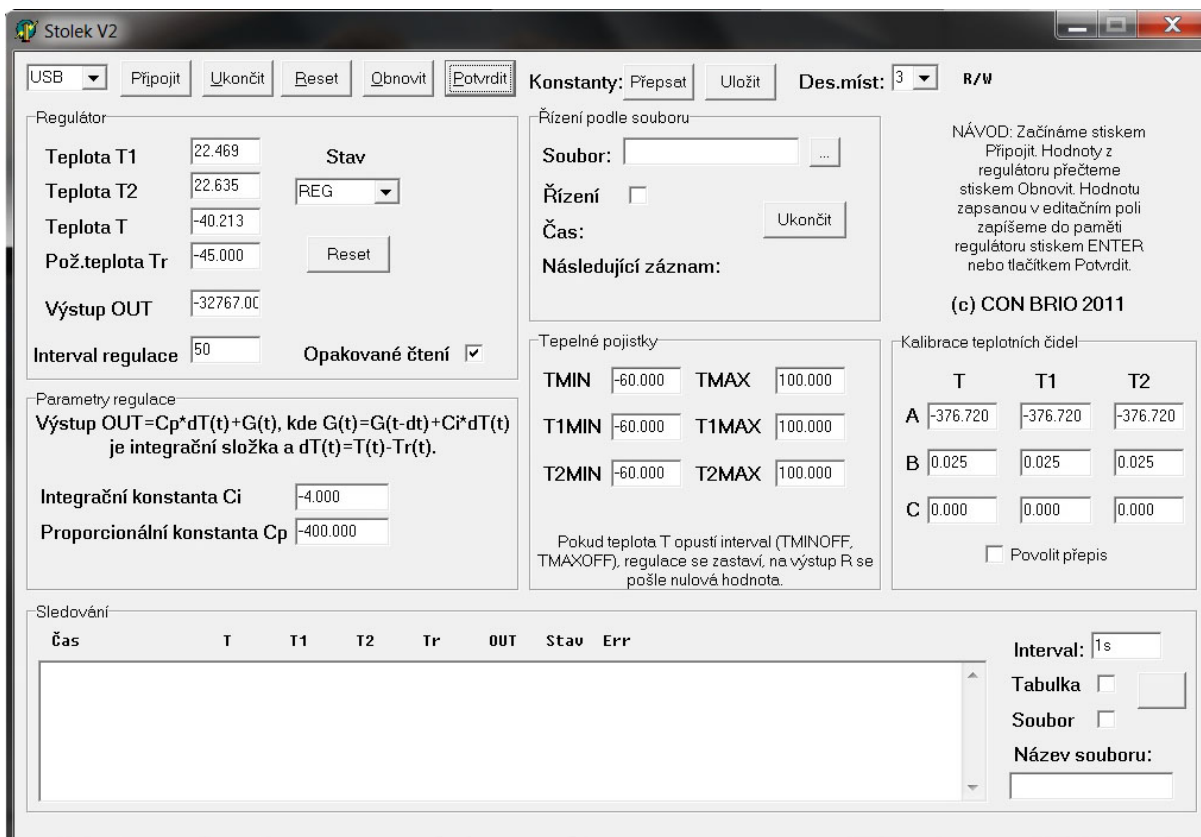 Stolek V2
USB Připojit Ukončit Reset Obnovit Potvrdit Konstanty: Přepsat Uložit Des.míst: 3 R/W
Regulátor
Teplota T1 22.469 Stav
Teplota T2 22.635 REG
Teplota T -40.213
Pož.teplota Tr -45.000 Reset
Výstup OUT -32767.00
Interval regulace 50 Opakované čtení
Řízení podle souboru
Soubor: ...
Řízení
Čas: Ukončit
Následující záznam:
NÁVOD: Začínáme stiskem
Připojit. Hodnoty z
regulátoru přečteme
stiskem Obnovit. Hodnotu
zapsanou v editačním poli
zapíšeme do paměti
regulátoru stiskem ENTER
nebo tlačítkem Potvrdit.
(c) CON BRIO 2011
Parametry regulace
Výstup OUT=Cp*dT(t)+G(t), kde G(t)=G(t-dt)+Ci*dT(t)
je integrační složka a dT(t)=T(t)-Tr(t).
Integrační konstanta Ci -4.000
Proporcionální konstanta Cp -400.000
Tepelné pojistky
TMIN -60.000 TMAX 100.000
T1MIN -60.000 T1MAX 100.000
T2MIN -60.000 T2MAX 100.000
Pokud teplota T opustí interval (TMINOFF,
TMAXOFF), regulace se zastaví, na výstup R se
pošle nulová hodnota.
Kalibrace teplotních čidel
T T1 T2
A -376.720 -376.720 -376.720
B 0.025 0.025 0.025
C 0.000 0.000 0.000
Povolit přepis
Sledování
Čas T T1 T2 Tr OUT Stav Err
Interval: 1s
Tabulka
Soubor
Název souboru: